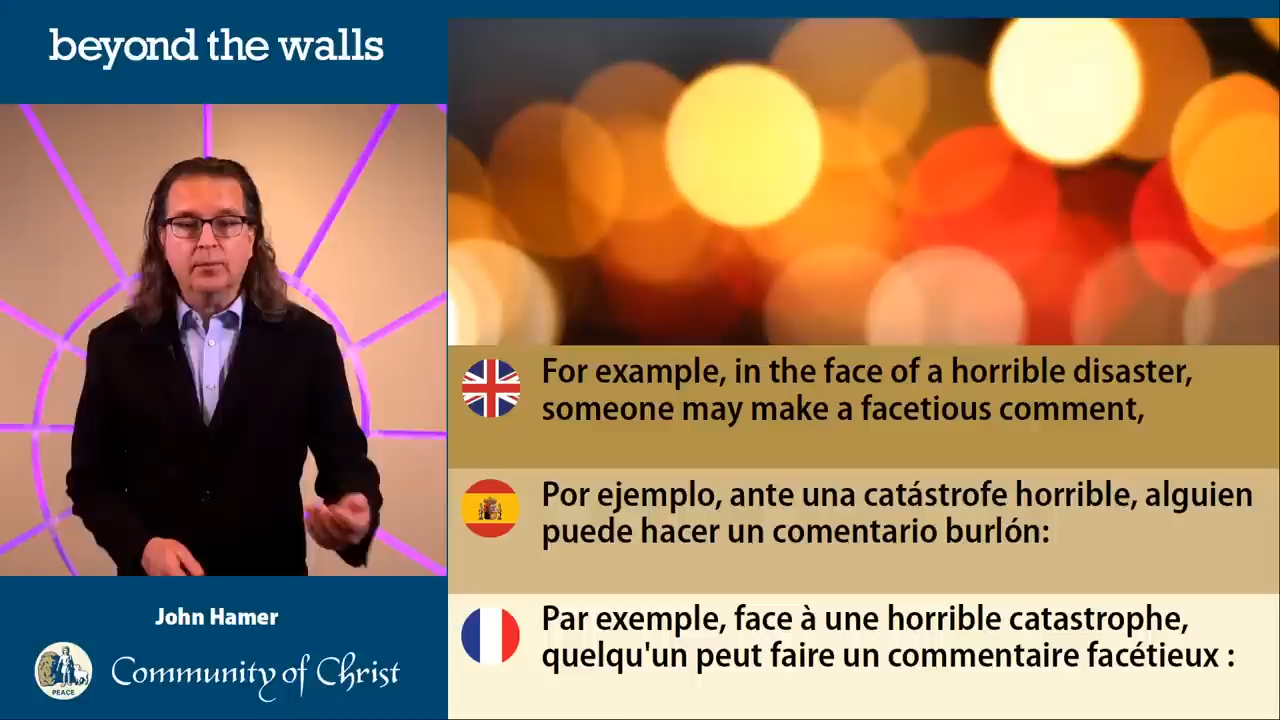 beyond the walls
For example, in the face of a horrible disaster,
someone may make a facetious comment,
Por ejemplo, ante una catástrofe horrible, alguien
puede hacer un comentario burlón:
Par exemple, face à une horrible catastrophe,
quelqu'un peut faire un commentaire facétieux :
John Hamer
PEACE
Community of Christ